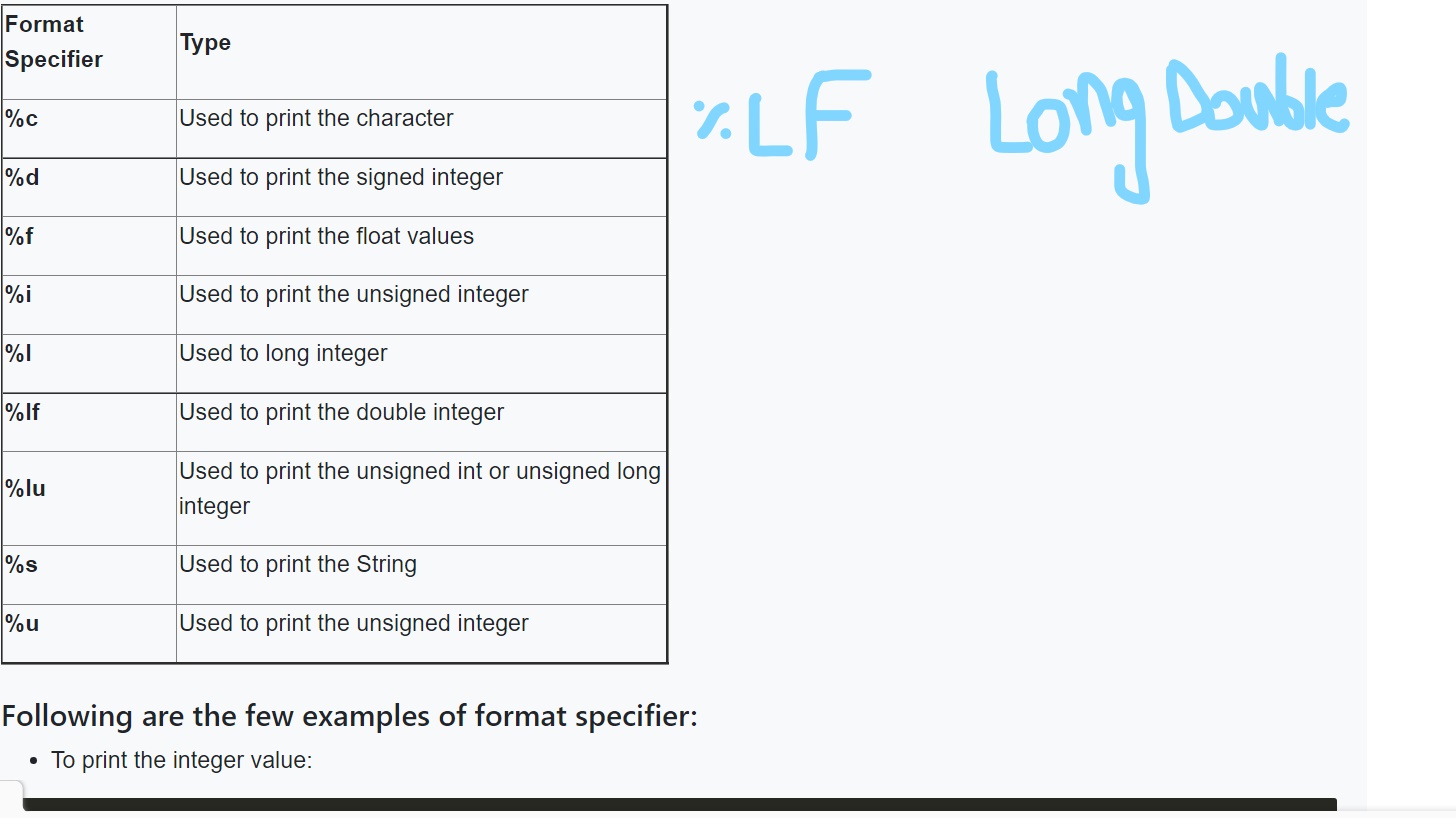 Format
Specifier
Type
%c
Used to print the character
%d
Used to print the signed integer
%f
Used to print the float values
%i
Used to print the unsigned integer
%l
Used to long integer
%lf
Used to print the double integer
%lu
Used to print the unsigned int or unsigned long
integer
%s
Used to print the String
%u
Used to print the unsigned integer
%LF
Long Double
Following are the few examples of format specifier:
• To print the integer value: